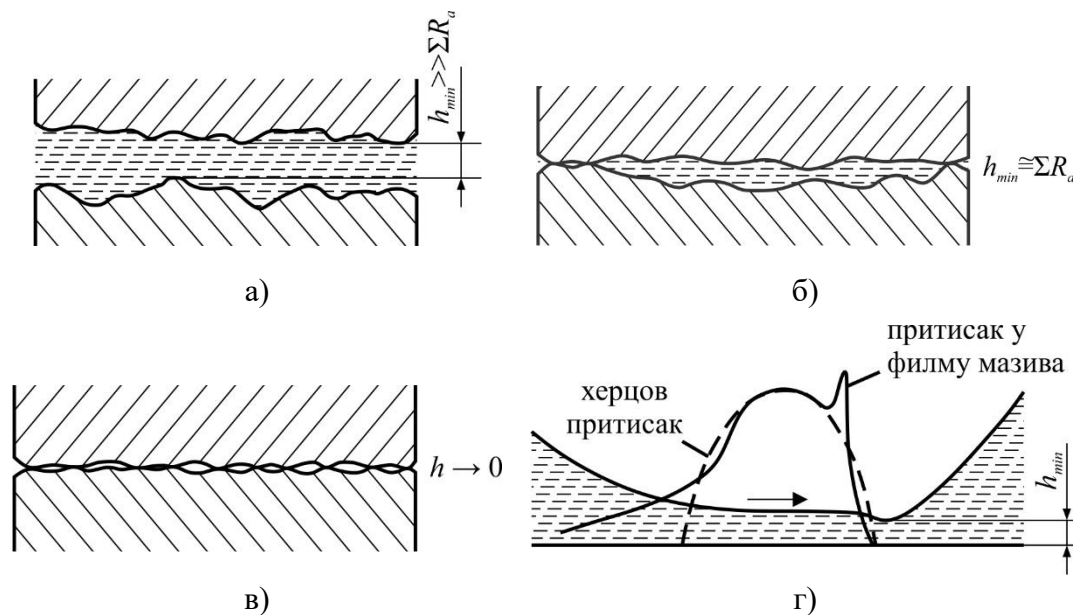 h_min>>ΣR_a
а)
h_min≅ΣR_a
б)
h → 0
в)
херцов
притисак
притисак у
филму мазива
h_min
г)